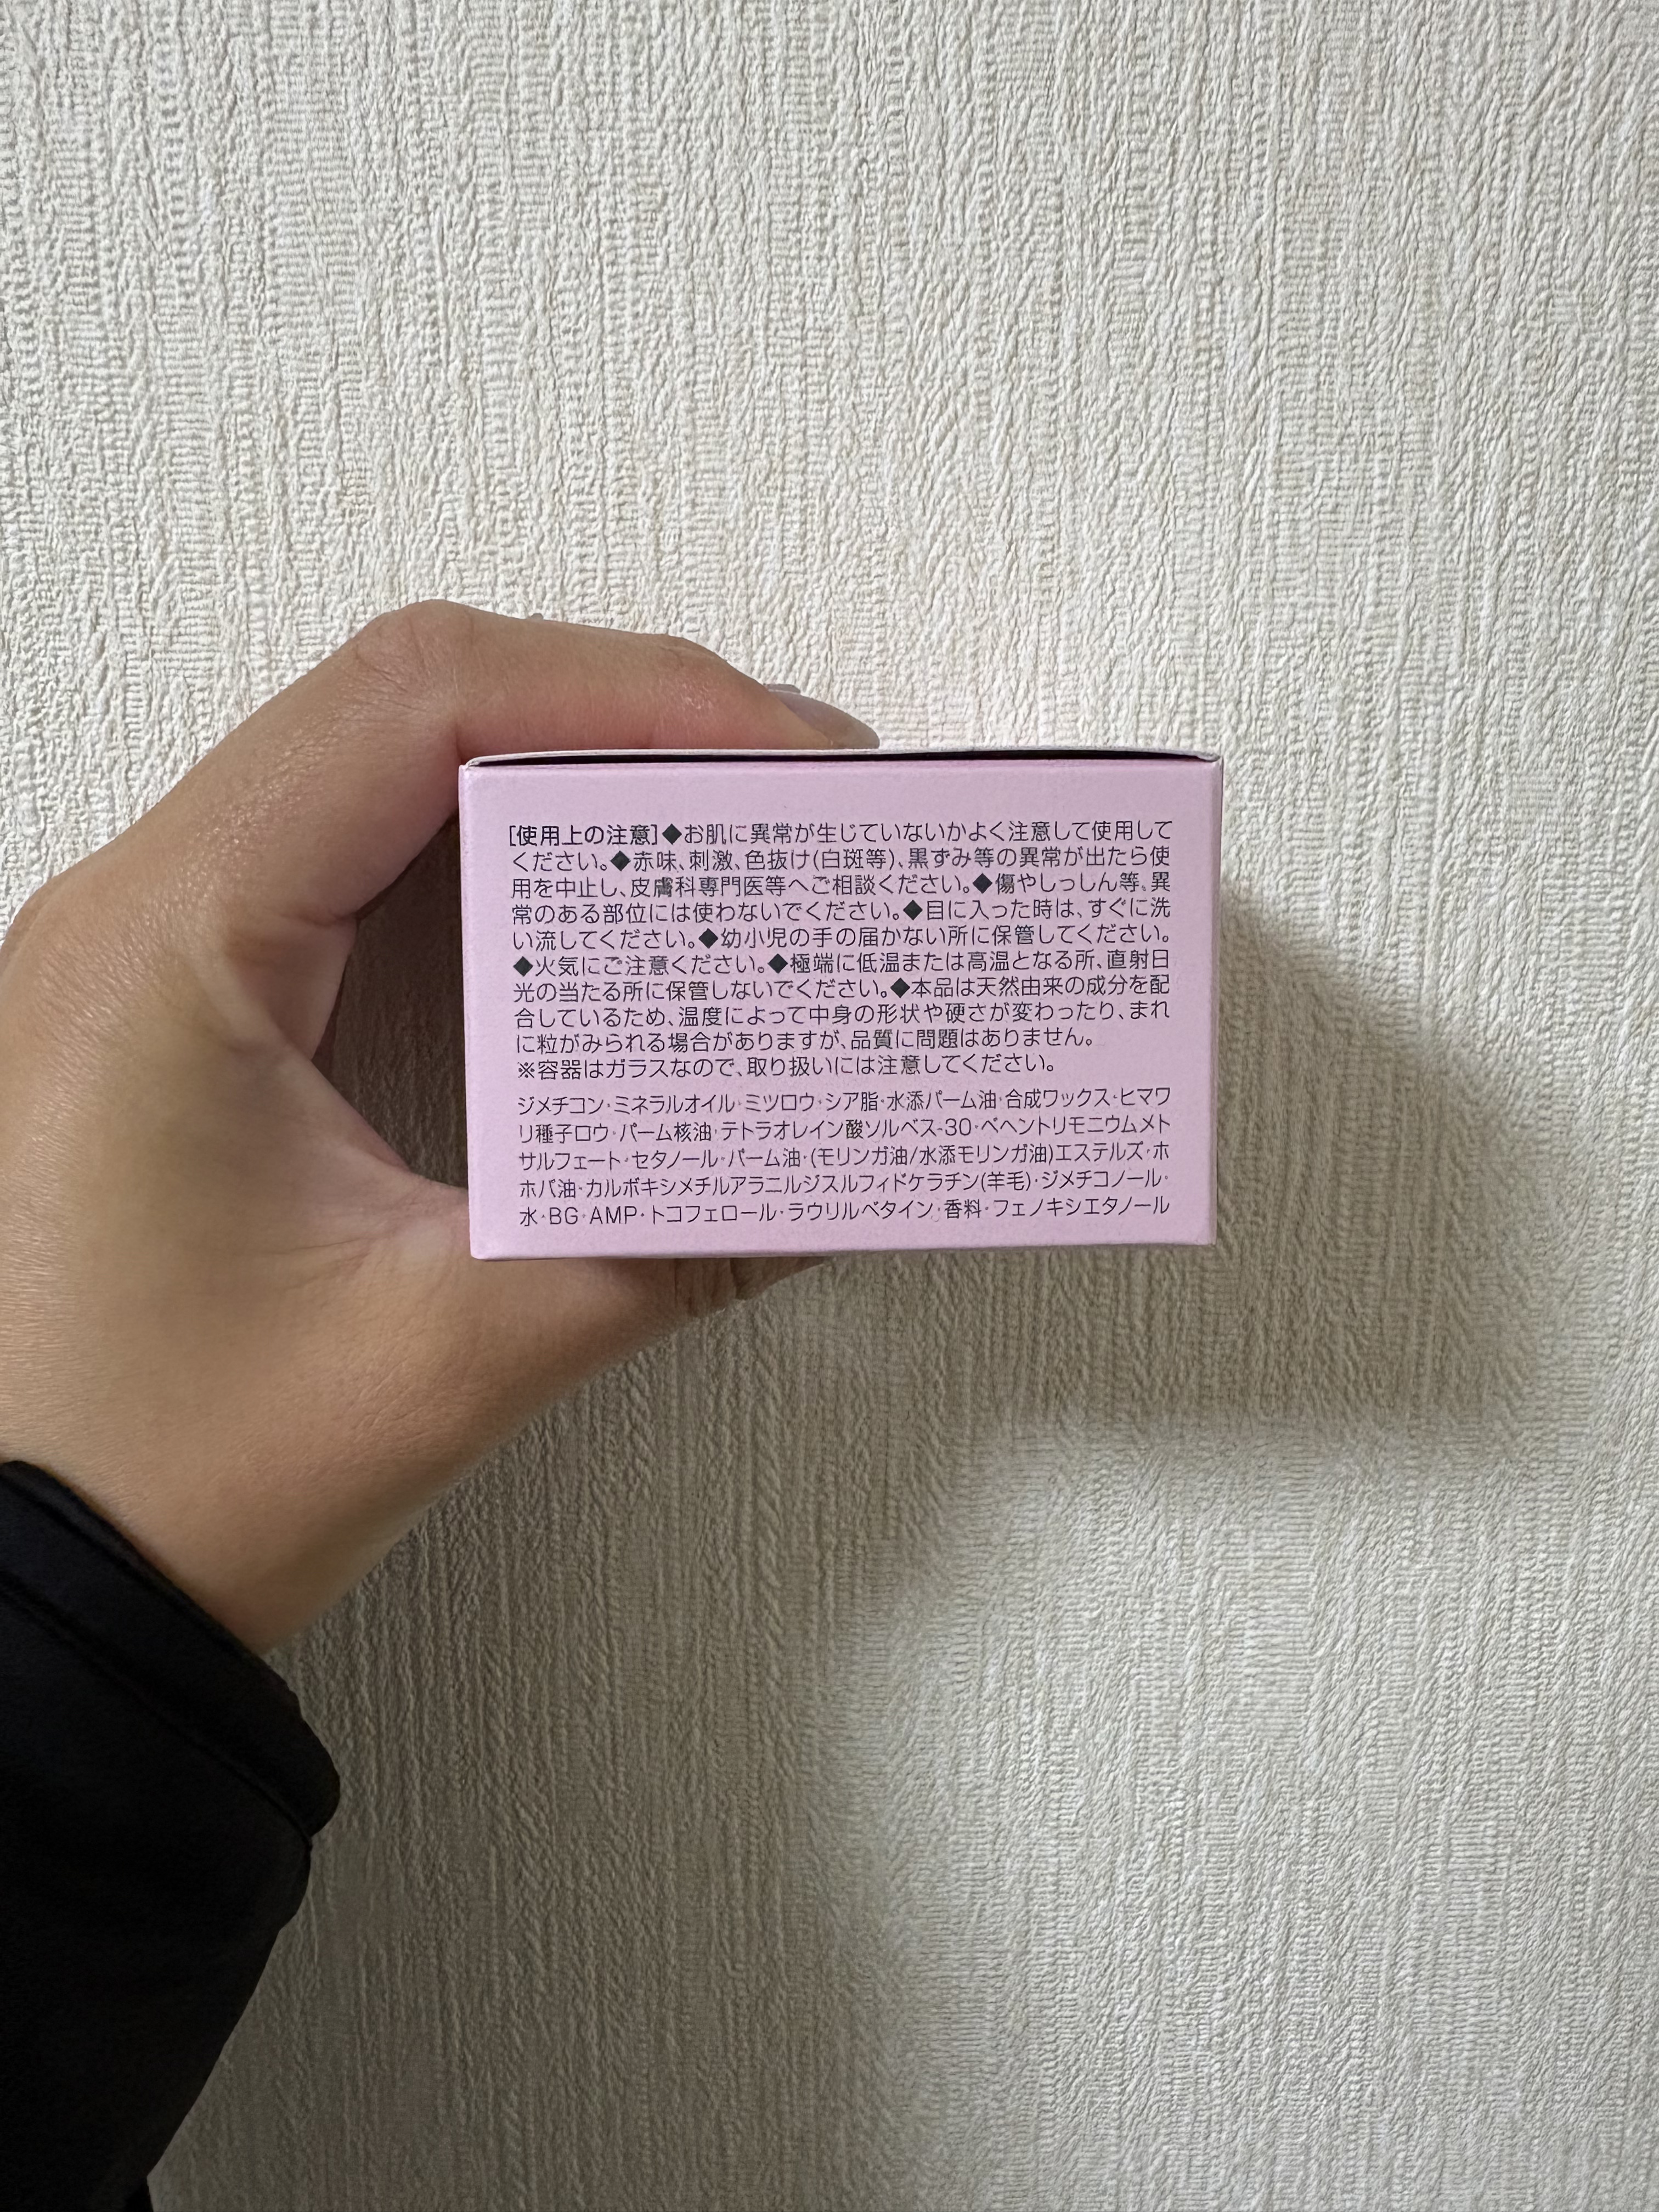 [使用上の注意]◆お肌に異常が生じていないかよく注意して使用して
ください。◆赤味、刺激、色抜け(白斑等)、黒ずみ等の異常が出たら使
用を中止し、皮膚科専門医等へご相談ください。◆傷やしっしん等、異
常のある部位には使わないでください。◆目に入った時は、すぐに洗
い流してください。◆幼小児の手の届かない所に保管してください。
◆火気にご注意ください。◆極端に低温または高温となる所、直射日
光の当たる所に保管しないでください。◆本品は天然由来の成分を配
合しているため、温度によって中身の形状や硬さが変わったり、まれ
に粒がみられる場合がありますが、品質に問題はありません。
※容器はガラスなので、取り扱いには注意してください。
ジメチコン・ミネラルオイル・ミツロウ・シア脂・水添パーム油・合成ワックス・ヒマワ
リ種子ロウ・パーム核油・テトラオレイン酸ソルベス-30・ベヘントリモニウムメト
サルフェート・セタノール・パーム油・(モリンガ油/水添モリンガ油)エステルズ・ホ
ホバ油・カルボキシメチルアラニルジスルフィドケラチン(羊毛)・ジメチコノール・
水・BG・AMP・トコフェロール・ラウリルベタイン・香料・フェノキシエタノール